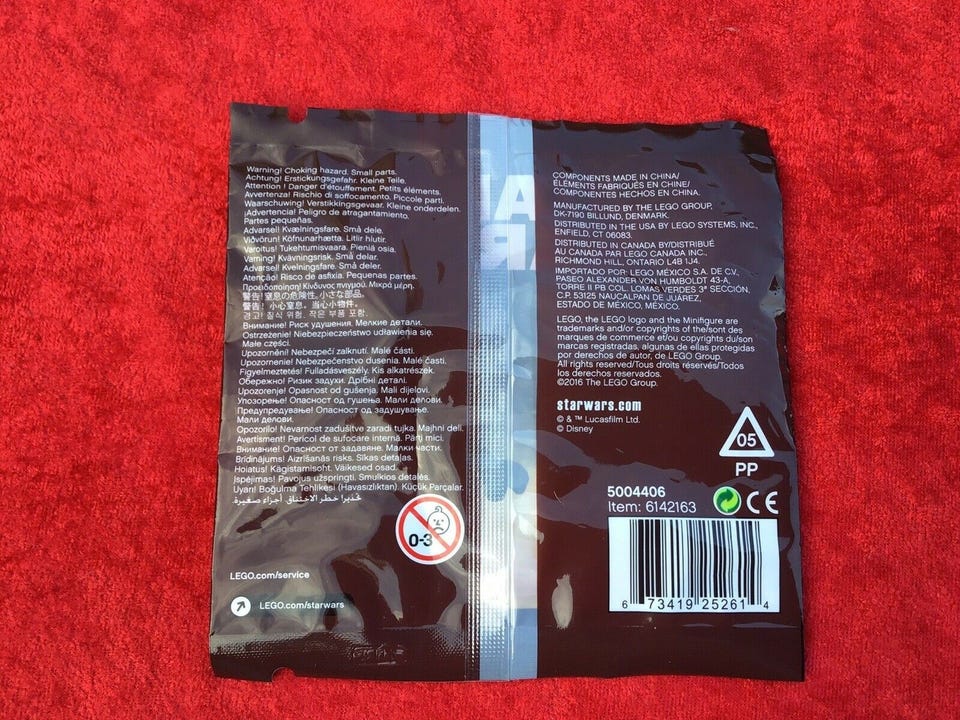 Warning! Choking hazard. Small parts.
Achtung! Erstickungsgefahr. Kleine Teile.
Attention ! Danger d'étouffement. Petits éléments.
Avvertenza! Rischio di soffocamento. Piccole parti.
Waarschuwing! Verstikkingsgevaar. Kleine onderdelen.
¡Advertencia! Peligro de atragantamiento.
Partes pequeñas.
Advarsel! Kvælningsfare. Små dele.
Viðvörun! Köfnunarhætta. Litlir hlutir.
Varoitus! Tukehtumisvaara. Pieniä osia.
Varning! Kvävningsrisk. Små delar.
Advarsel! Kvelningsfare. Små deler.
Atenção! Risco de asfixia. Pequenas partes.
Προειδοποίηση! Κίνδυνος πνιγμού. Μικρά μέρη.
警告! 窒息の危険性。小さな部品。
警告! 小心窒息。当心小物件。
경고! 질식 위험. 작은 부품 포함.
Внимание! Риск удушения. Мелкие детали.
Ostrzeżenie! Niebezpieczeństwo udławienia się.
Małe części.
Upozornění! Nebezpečí zalknutí. Malé části.
Upozornenie! Nebezpečenstvo dusenia. Malé časti.
Figyelmeztetés! Fulladásveszély. Kis alkatrészek.
Обережно! Ризик задухи. Дрібні деталі.
Upozorenje! Opasnost od gušenja. Mali dijelovi.
Упозорење! Опасност од гушења. Мали делови.
Предупредување! Опасност од задушување.
Мали делови.
Opozorilo! Nevarnost zadušitve zaradi tujka. Majhni deli.
Avertisment! Pericol de sufocare internă. Părţi mici.
Внимание! Опасност от задавяне. Малки части.
Brīdinājums! Aizrīšanās risks. Sīkas detaļas.
Hoiatus! Kägistamisoht. Väikesed osad.
Įspėjimas! Pavojus užspringti. Smulkios detalės.
Uyarı! Boğulma Tehlikesi (Havasızlıktan). Küçük Parçalar.
تحذير! خطر الاختناق. أجزاء صغيرة.
0-3
LEGO.com/service
LEGO.com/starwars
COMPONENTS MADE IN CHINA/
ÉLÉMENTS FABRIQUÉS EN CHINE/
COMPONENTES HECHOS EN CHINA.
MANUFACTURED BY THE LEGO GROUP,
DK-7190 BILLUND, DENMARK.
DISTRIBUTED IN THE USA BY LEGO SYSTEMS, INC.,
ENFIELD, CT 06083.
DISTRIBUTED IN CANADA BY/DISTRIBUÉ
AU CANADA PAR LEGO CANADA INC.,
RICHMOND HILL, ONTARIO L4B 1J4.
IMPORTADO POR: LEGO MÉXICO S.A. DE C.V.,
PASEO ALEXANDER VON HUMBOLDT 43-A,
TORRE II PB COL. LOMAS VERDES 3ª SECCIÓN,
C.P. 53125 NAUCALPAN DE JUÁREZ,
ESTADO DE MÉXICO, MÉXICO.
LEGO, the LEGO logo and the Minifigure are
trademarks and/or copyrights of the/sont des
marques de commerce et/ou copyrights du/son
marcas registradas, algunas de ellas protegidas
por derechos de autor, de LEGO Group.
All rights reserved/Tous droits réservés/Todos
los derechos reservados.
©2016 The LEGO Group.
starwars.com
© & ™ Lucasfilm Ltd.
© Disney
05
PP
5004406
Item: 6142163
CE
6 73419 25261 4